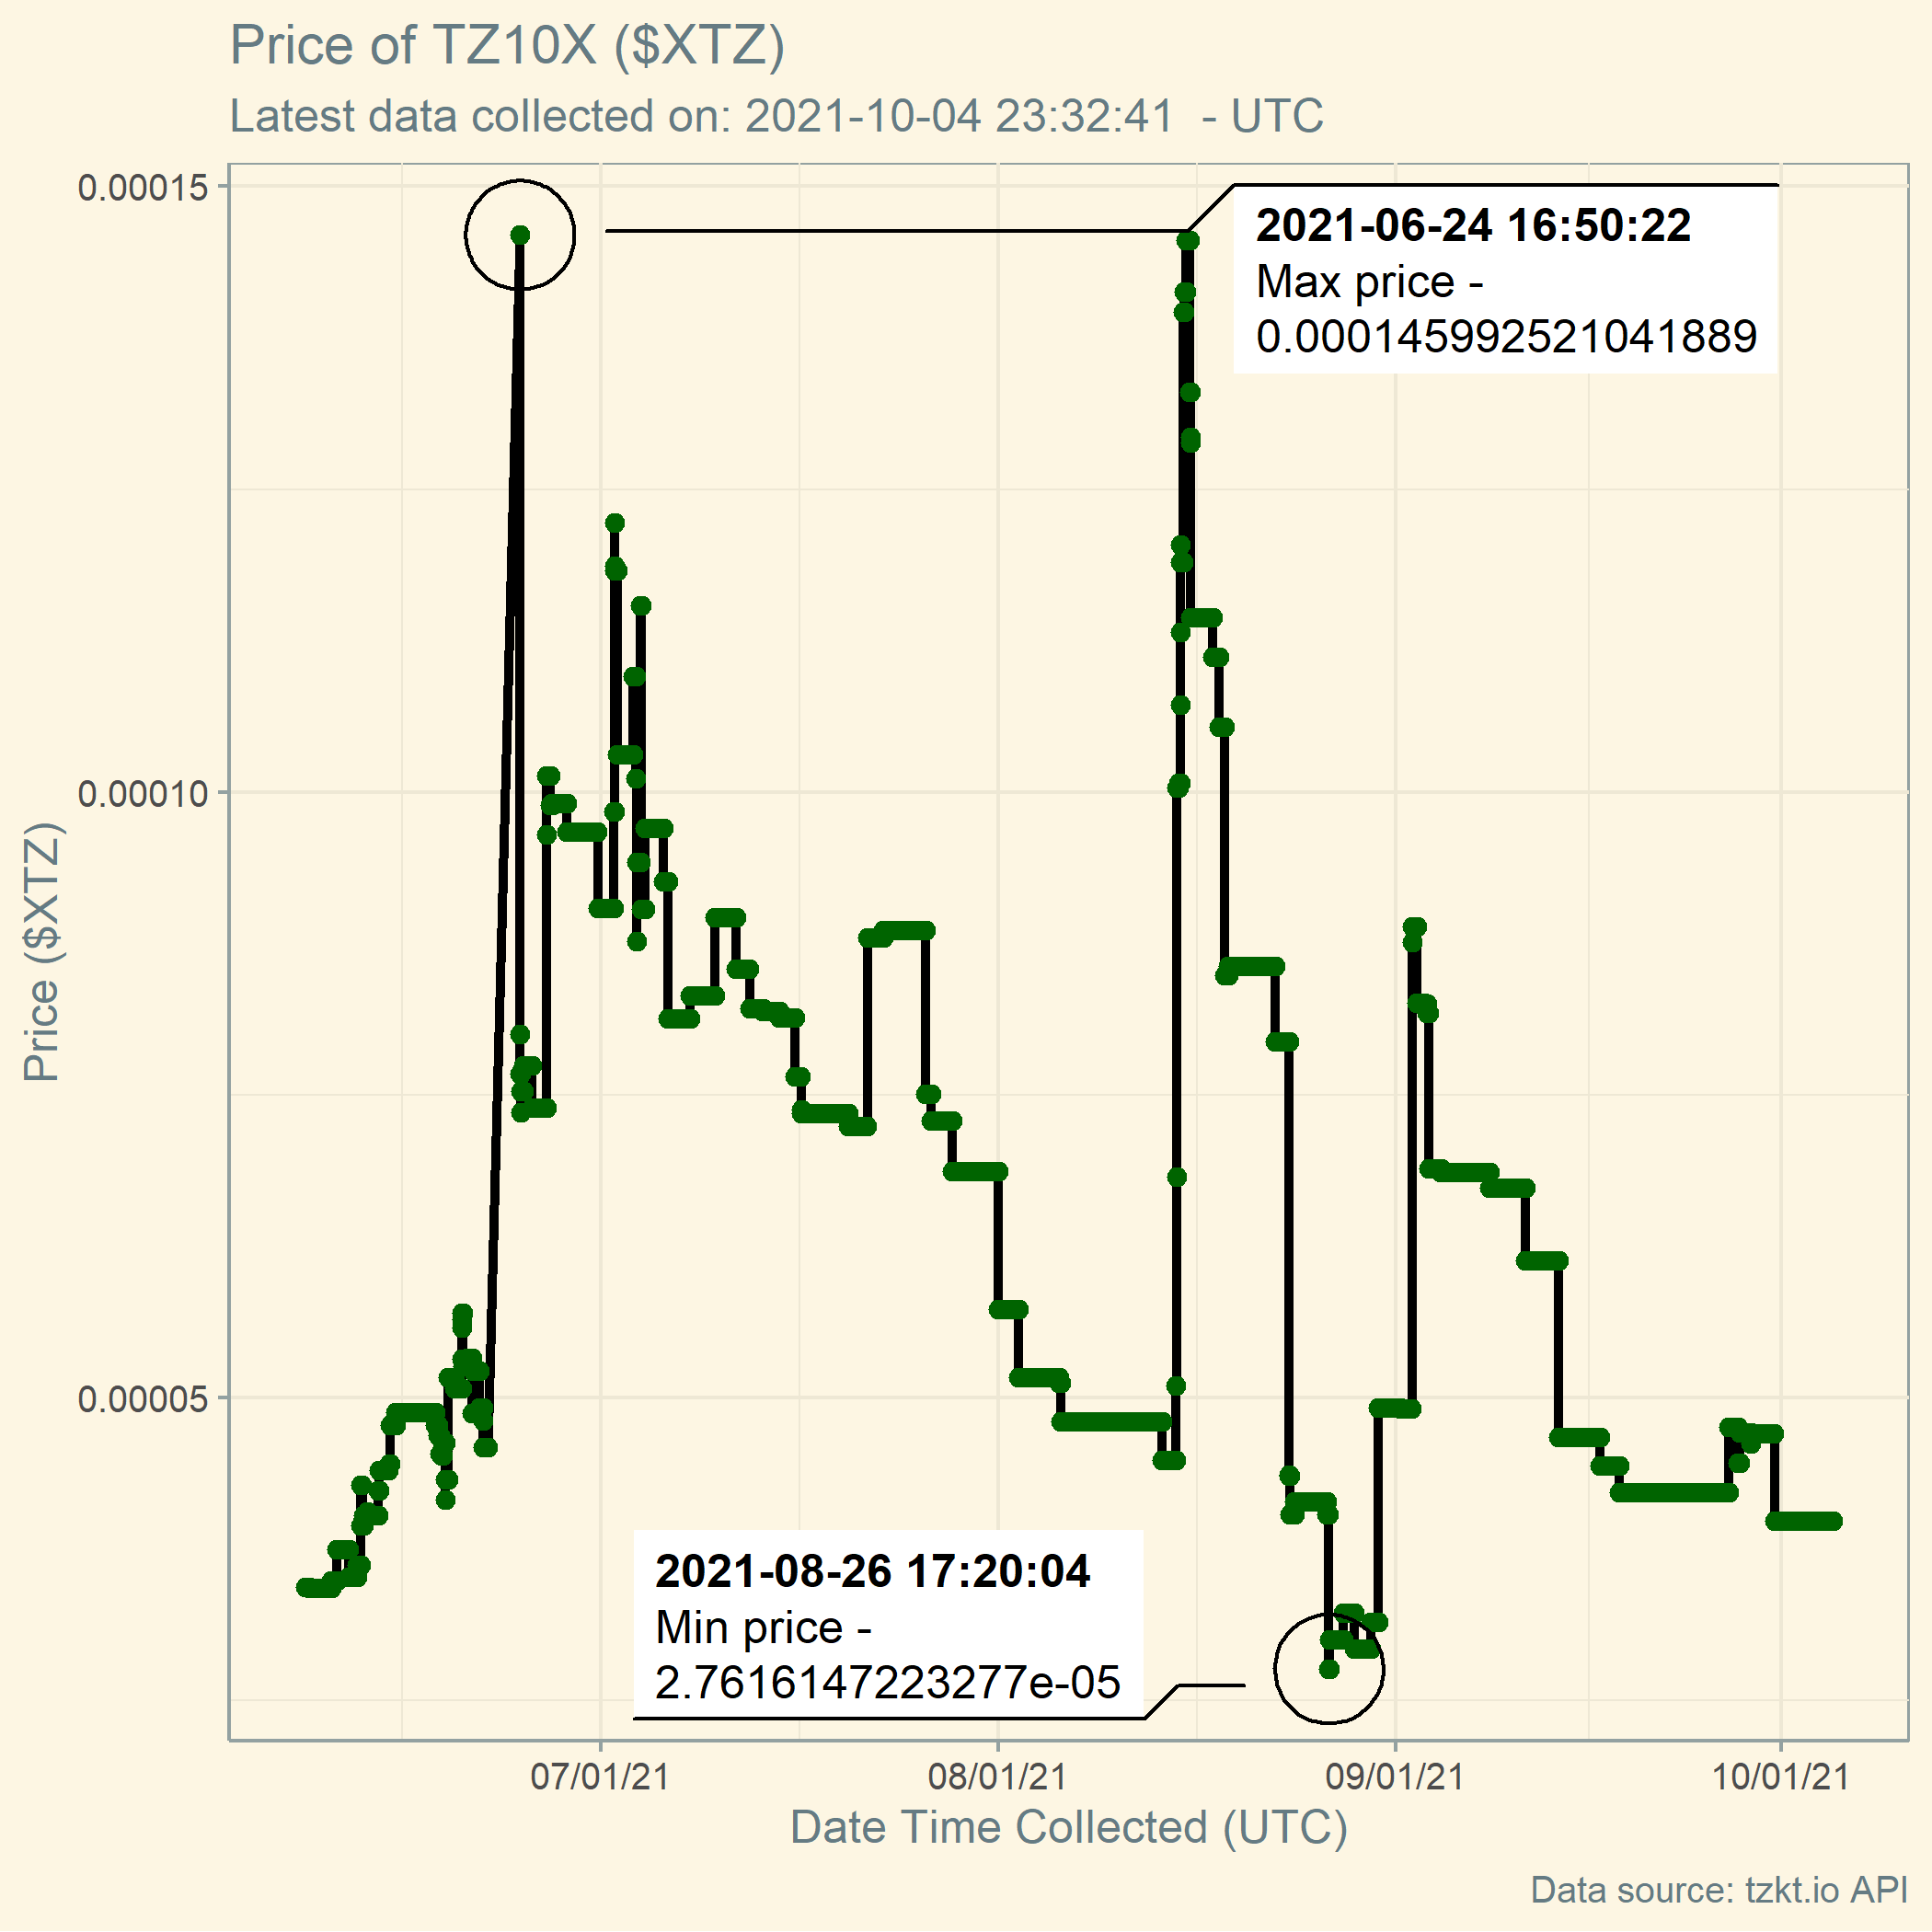 Price of TZ10X ($XTZ)
Latest data collected on: 2021-10-04 23:32:41  - UTC
0.00015
0.00010
0.00005
Price ($XTZ)
2021-06-24 16:50:22
Max price -
0.000145992521041889
2021-08-26 17:20:04
Min price -
2.7616147223277e-05
07/01/21
08/01/21
09/01/21
10/01/21
Date Time Collected (UTC)
Data source: tzkt.io API